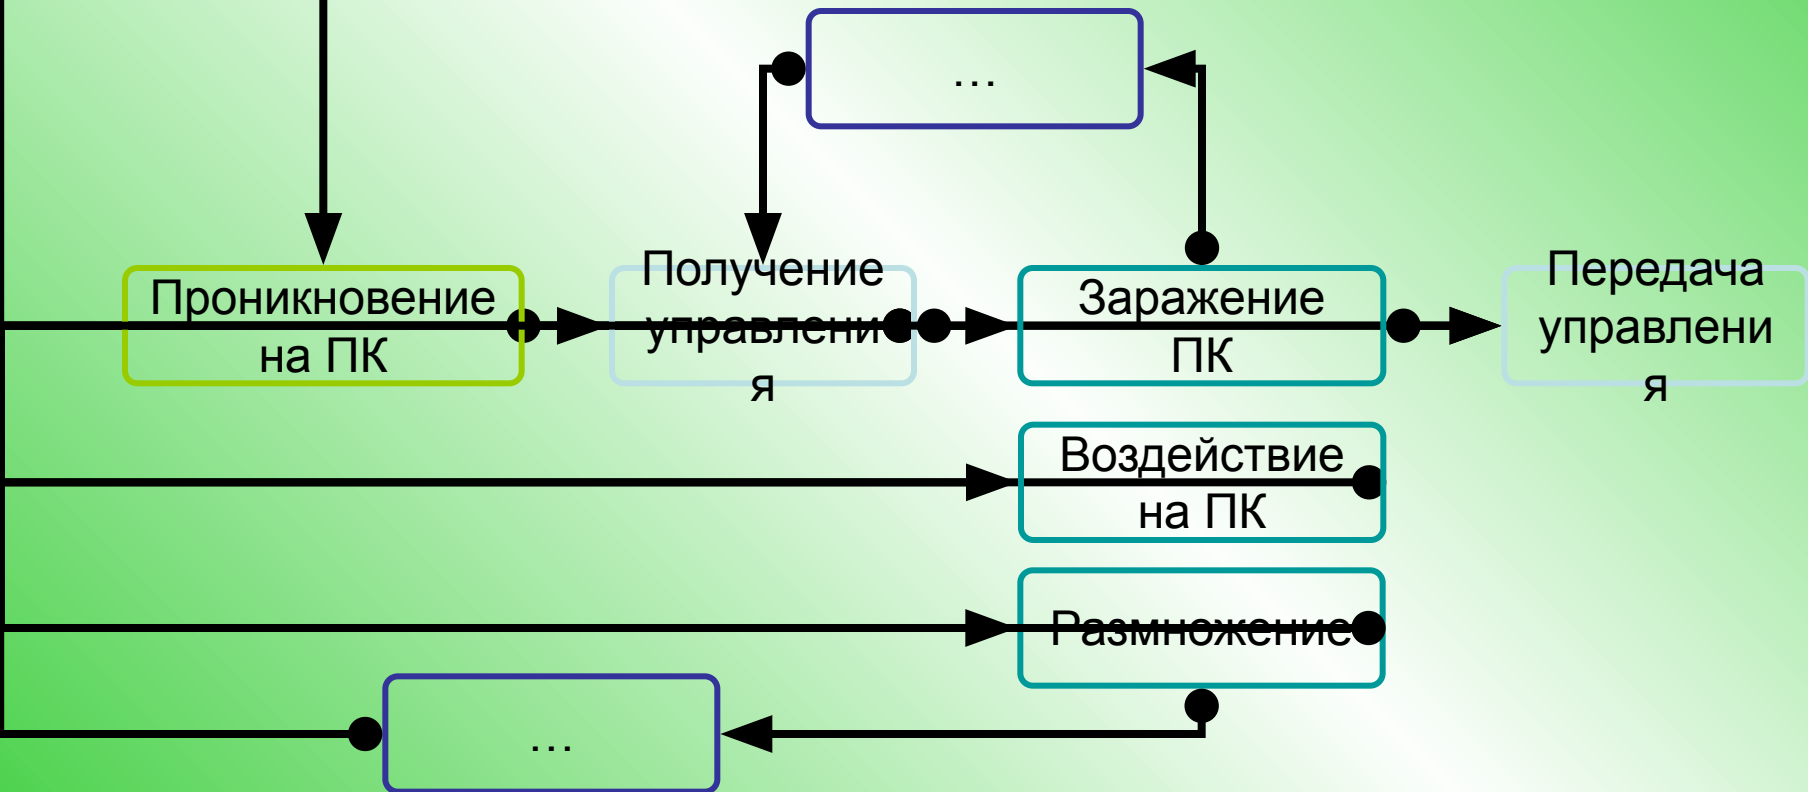 …
Проникновение
на ПК
Получение
управлени
я
Заражение
ПК
Передача
управлени
я
Воздействие
на ПК
Размножение
…